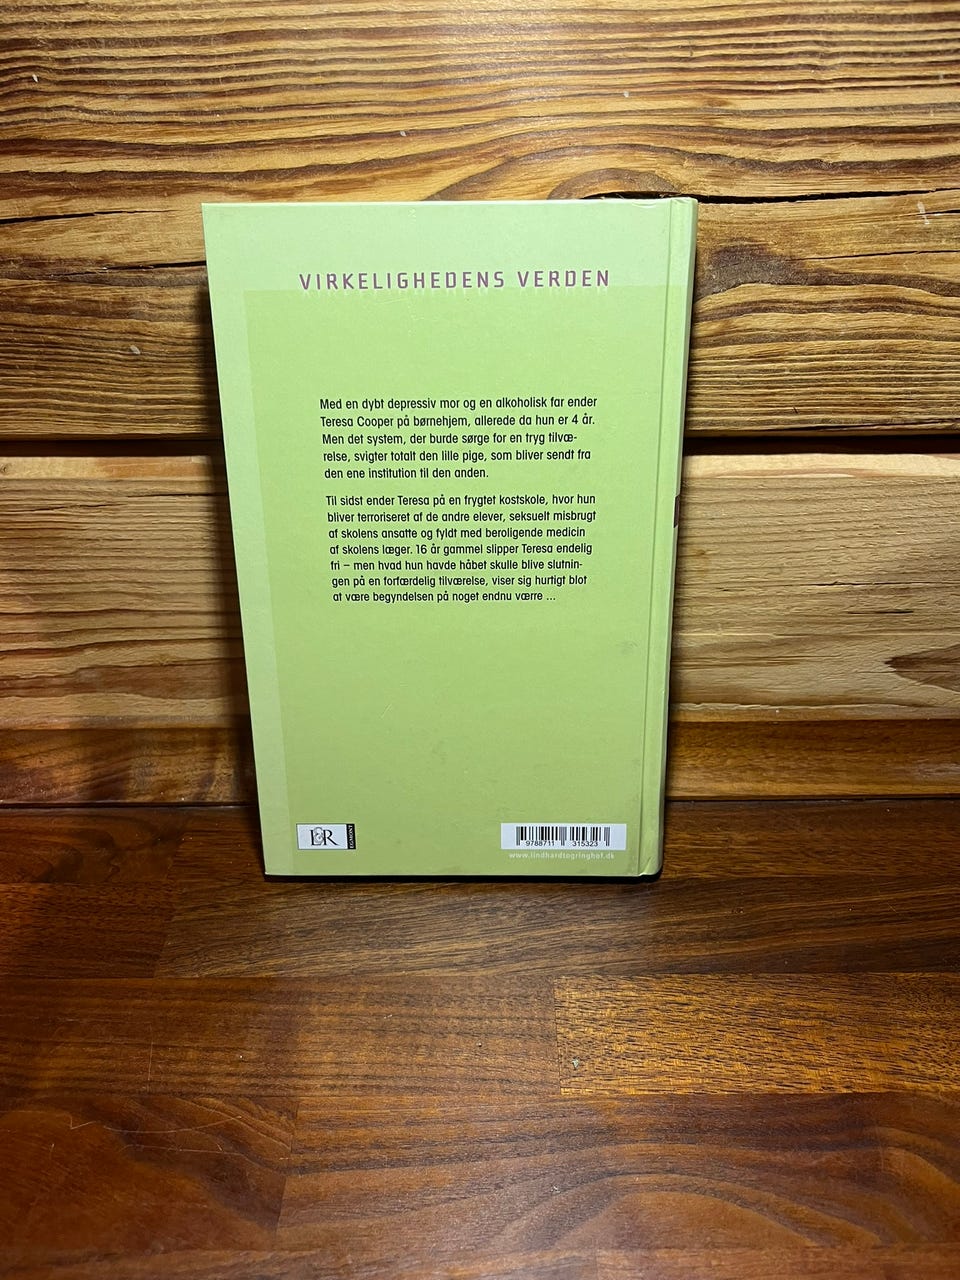 VIRKELIGHEDENS VERDEN
Med en dybt depressiv mor og en alkoholisk far ender
Teresa Cooper på børnehjem, allerede da hun er 4 år.
Men det system, der burde sørge for en tryg tilvæ-
relse, svigter totalt den lille pige, som bliver sendt fra
den ene institution til den anden.
Til sidst ender Teresa på en frygtet kostskole, hvor hun
bliver terroriseret af de andre elever, seksuelt misbrugt
af skolens ansatte og fyldt med beroligende medicin
af skolens læger. 16 år gammel slipper Teresa endelig
fri – men hvad hun havde håbet skulle blive slutnin-
gen på en forfærdelig tilværelse, viser sig hurtigt blot
at være begyndelsen på noget endnu værre ...
L&R
EGMONT
9788711 315323
www.lindhardtogringhof.dk